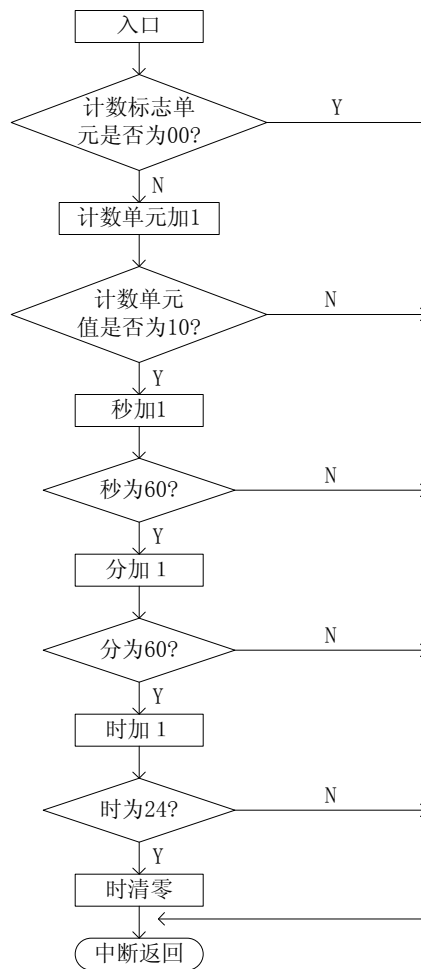 入口
计数标志单
元是否为00?
Y
N
计数单元加1
计数单元
值是否为10?
N
Y
秒加1
秒为60?
N
Y
分加 1
分为60?
N
Y
时加 1
时为24?
N
Y
时清零
中断返回